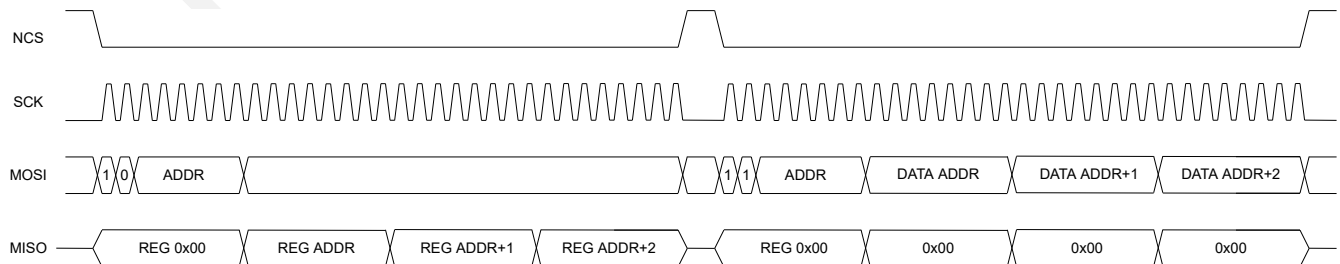 NCS
SCK
MOSI 1 0 ADDR 1 1 ADDR DATA ADDR DATA ADDR+1 DATA ADDR+2
MISO REG 0x00 REG ADDR REG ADDR+1 REG ADDR+2 REG 0x00 0x00 0x00 0x00